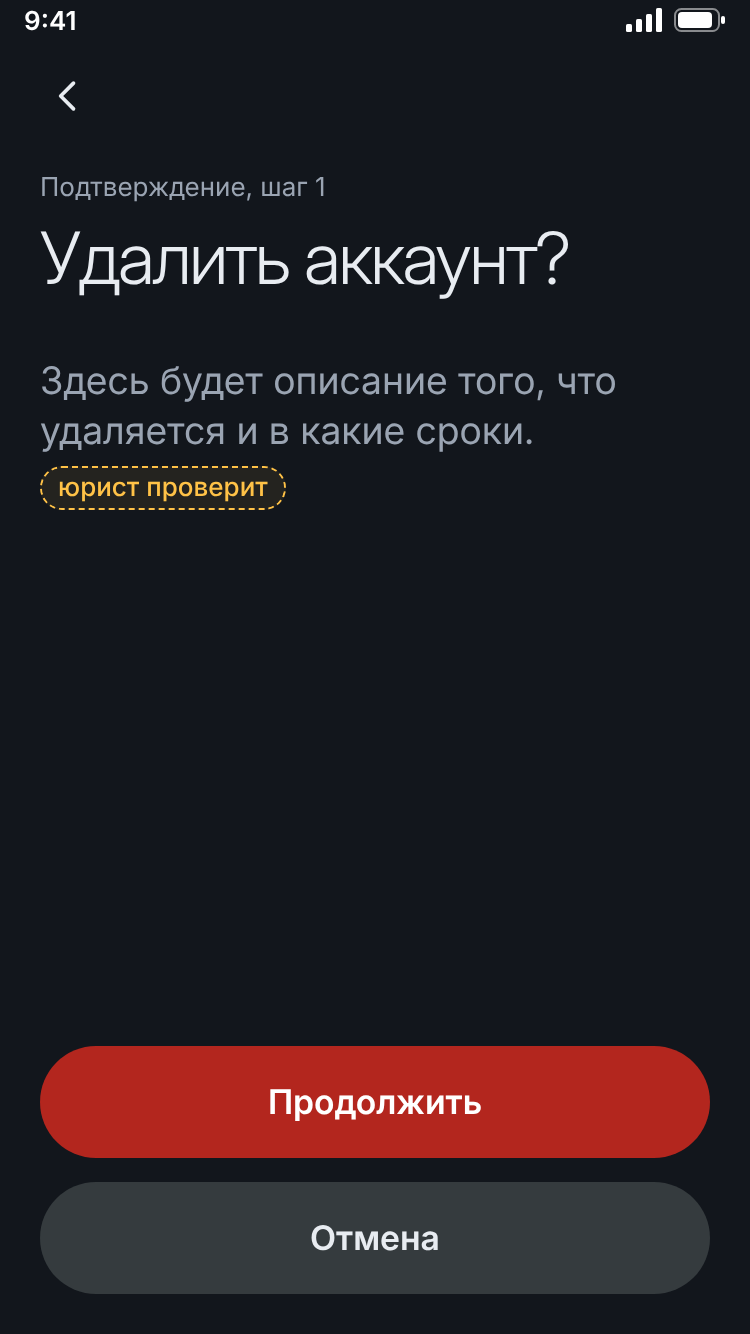 9:41
Подтверждение, шаг 1
Удалить аккаунт?
Здесь будет описание того, что
удаляется и в какие сроки.
юрист проверит
Продолжить
Отмена